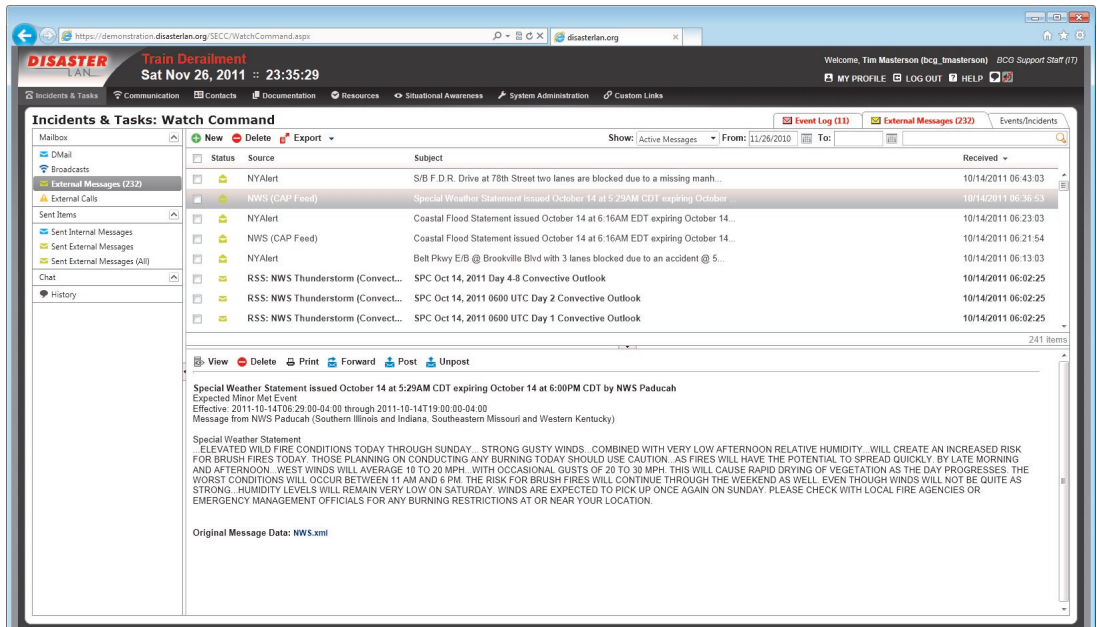 https://demonstration.disasterlan.org/SECC/WatchCommand.aspx
disasterlan.org
DISASTER LAN
Train Derailment
Sat Nov 26, 2011 :: 23:35:29
Welcome, Tim Masterson (bcg_tmasterson) BCG Support Staff (IT)
MY PROFILE LOG OUT HELP
Incidents & Tasks Communication Contacts Documentation Resources Situational Awareness System Administration Custom Links
Incidents & Tasks: Watch Command
Event Log (11) External Messages (232) Events/Incidents
Mailbox
DMail
Broadcasts
External Messages (232)
External Calls
Sent Items
Sent Internal Messages
Sent External Messages
Sent External Messages (All)
Chat
History
New Delete Export Show: Active Messages From: 11/26/2010 To:
Status Source Subject Received
NYAlert S/B F.D.R. Drive at 78th Street two lanes are blocked due to a missing manh... 10/14/2011 06:43:03
NWS (CAP Feed) Special Weather Statement issued October 14 at 5:29AM CDT expiring October ... 10/14/2011 06:36:53
NYAlert Coastal Flood Statement issued October 14 at 6:16AM EDT expiring October 14... 10/14/2011 06:23:03
NWS (CAP Feed) Coastal Flood Statement issued October 14 at 6:16AM EDT expiring October 14... 10/14/2011 06:21:54
NYAlert Belt Pkwy E/B @ Brookville Blvd with 3 lanes blocked due to an accident @ 5... 10/14/2011 06:13:03
RSS: NWS Thunderstorm (Convect... SPC Oct 14, 2011 Day 4-8 Convective Outlook 10/14/2011 06:02:25
RSS: NWS Thunderstorm (Convect... SPC Oct 14, 2011 0600 UTC Day 2 Convective Outlook 10/14/2011 06:02:25
RSS: NWS Thunderstorm (Convect... SPC Oct 14, 2011 0600 UTC Day 1 Convective Outlook 10/14/2011 06:02:25
241 items
View Delete Print Forward Post Unpost
Special Weather Statement issued October 14 at 5:29AM CDT expiring October 14 at 6:00PM CDT by NWS Paducah
Expected Minor Met Event
Effective: 2011-10-14T06:29:00-04:00 through 2011-10-14T19:00:00-04:00
Message from NWS Paducah (Southern Illinois and Indiana, Southeastern Missouri and Western Kentucky)
Special Weather Statement
...ELEVATED WILD FIRE CONDITIONS TODAY THROUGH SUNDAY... STRONG GUSTY WINDS...COMBINED WITH VERY LOW AFTERNOON RELATIVE HUMIDITY...WILL CREATE AN INCREASED RISK
FOR BRUSH FIRES TODAY. THOSE PLANNING ON CONDUCTING ANY BURNING TODAY SHOULD USE CAUTION...AS FIRES WILL HAVE THE POTENTIAL TO SPREAD QUICKLY. BY LATE MORNING
AND AFTERNOON...WEST WINDS WILL AVERAGE 10 TO 20 MPH...WITH OCCASIONAL GUSTS OF 20 TO 30 MPH. THIS WILL CAUSE RAPID DRYING OF VEGETATION AS THE DAY PROGRESSES. THE
WORST CONDITIONS WILL OCCUR BETWEEN 11 AM AND 6 PM. THE RISK FOR BRUSH FIRES WILL CONTINUE THROUGH THE WEEKEND AS WELL. EVEN THOUGH WINDS WILL NOT BE QUITE AS
STRONG...HUMIDITY LEVELS WILL REMAIN VERY LOW ON SATURDAY. WINDS ARE EXPECTED TO PICK UP ONCE AGAIN ON SUNDAY. PLEASE CHECK WITH LOCAL FIRE AGENCIES OR
EMERGENCY MANAGEMENT OFFICIALS FOR ANY BURNING RESTRICTIONS AT OR NEAR YOUR LOCATION.
Original Message Data: NWS.xml